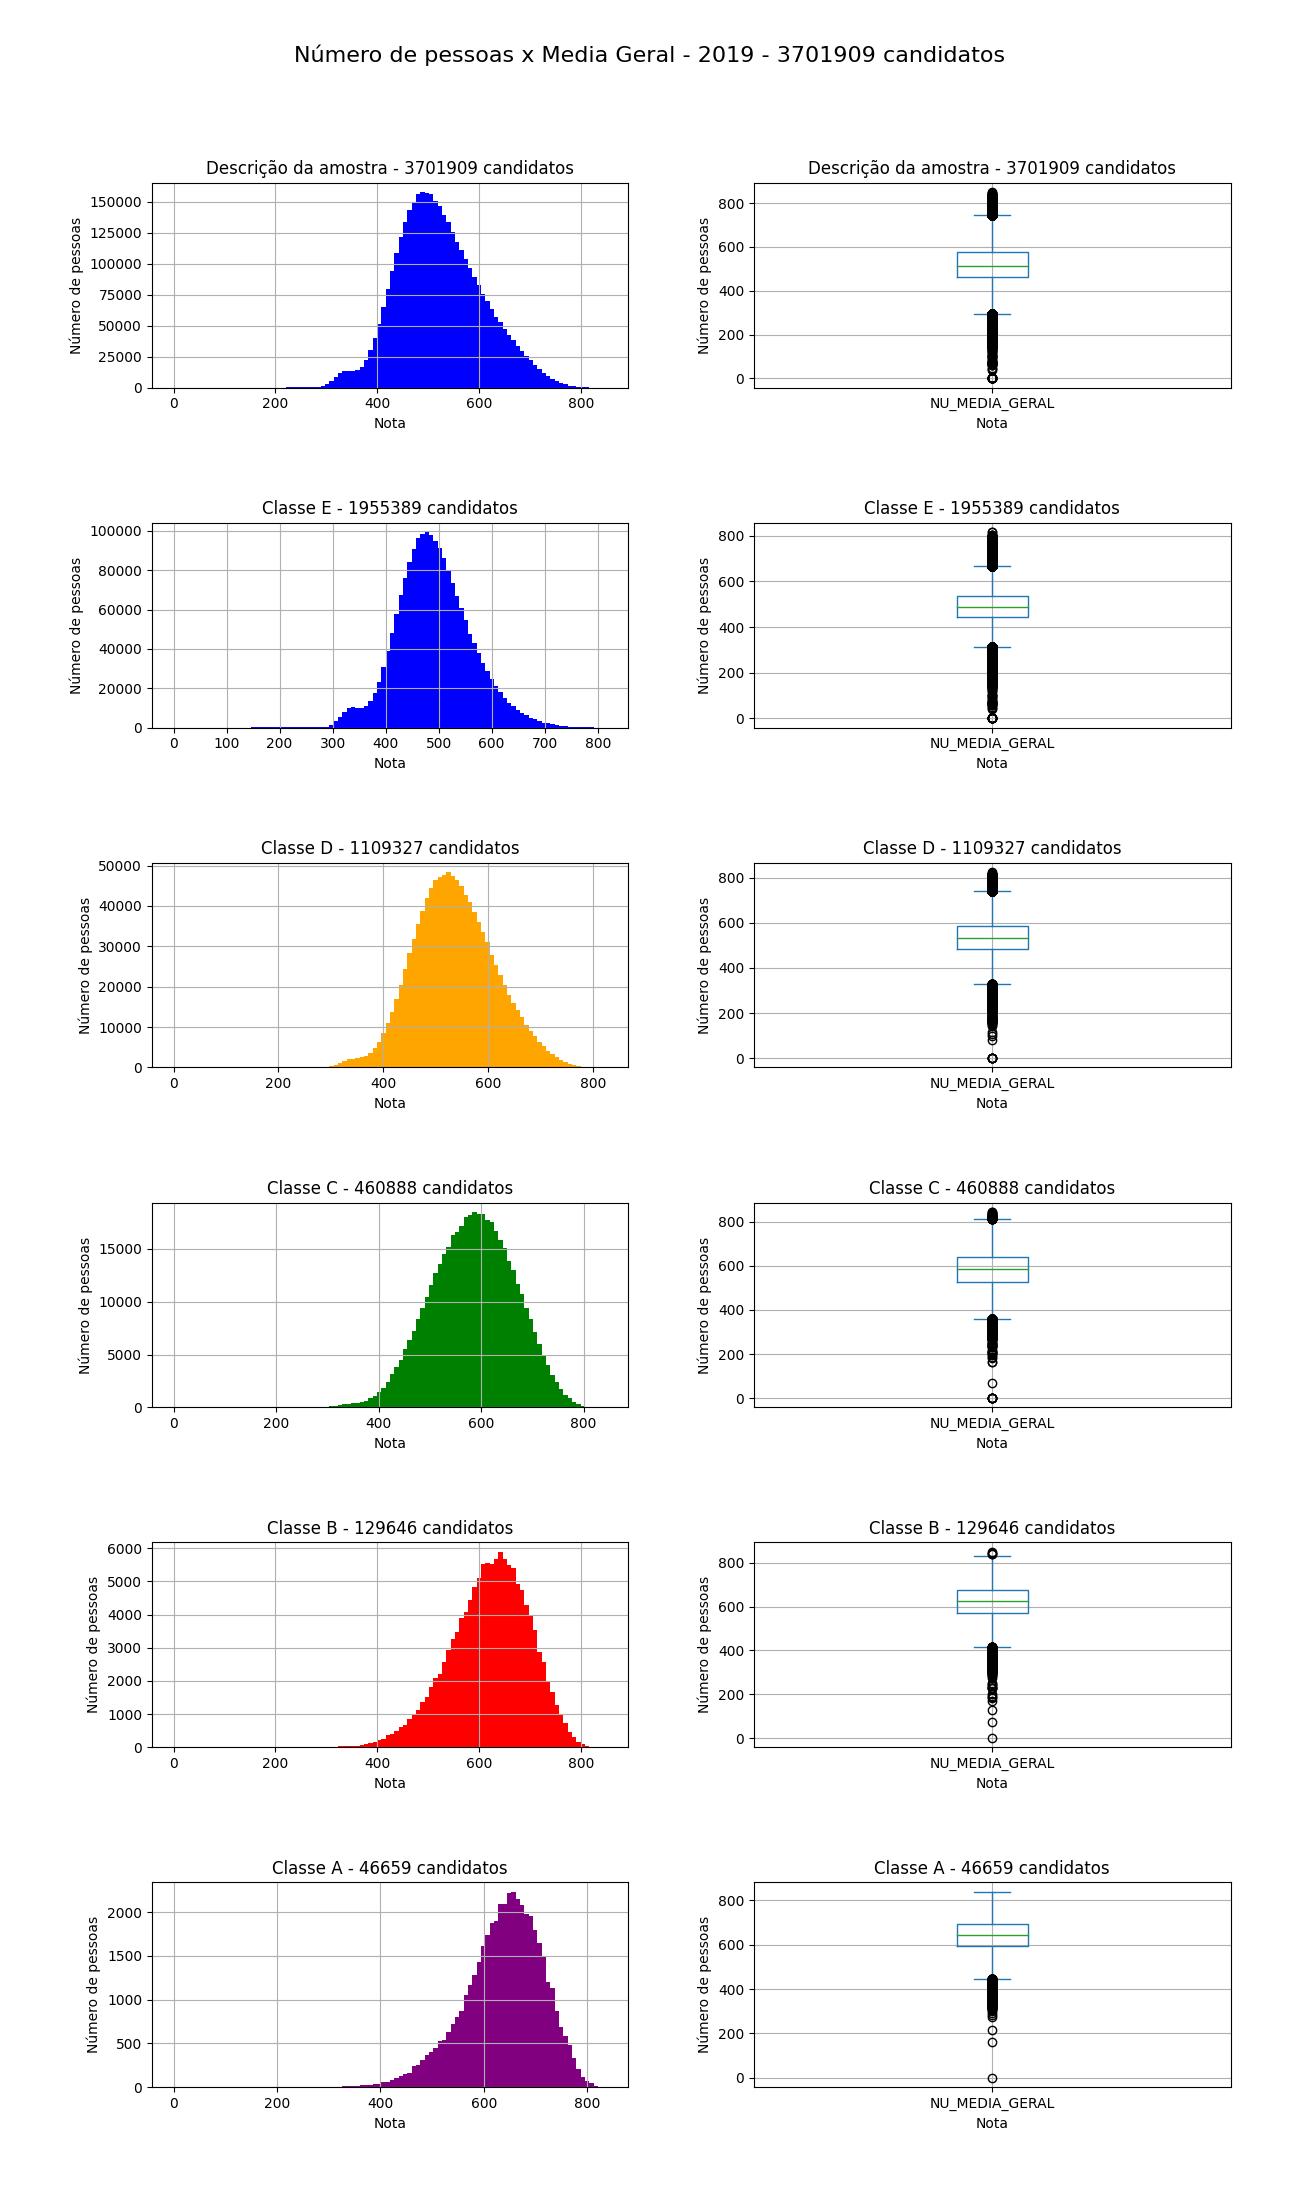 Número de pessoas x Media Geral - 2019 - 3701909 candidatos
Descrição da amostra - 3701909 candidatos
Número de pessoas
150000
125000
100000
75000
50000
25000
0
0 200 400 600 800
Nota
Descrição da amostra - 3701909 candidatos
Número de pessoas
800
600
400
200
0
NU_MEDIA_GERAL
Nota
Classe E - 1955389 candidatos
Número de pessoas
100000
80000
60000
40000
20000
0
0 100 200 300 400 500 600 700 800
Nota
Classe E - 1955389 candidatos
Número de pessoas
800
600
400
200
0
NU_MEDIA_GERAL
Nota
Classe D - 1109327 candidatos
Número de pessoas
50000
40000
30000
20000
10000
0
0 200 400 600 800
Nota
Classe D - 1109327 candidatos
Número de pessoas
800
600
400
200
0
NU_MEDIA_GERAL
Nota
Classe C - 460888 candidatos
Número de pessoas
15000
10000
5000
0
0 200 400 600 800
Nota
Classe C - 460888 candidatos
Número de pessoas
800
600
400
200
0
NU_MEDIA_GERAL
Nota
Classe B - 129646 candidatos
Número de pessoas
6000
5000
4000
3000
2000
1000
0
0 200 400 600 800
Nota
Classe B - 129646 candidatos
Número de pessoas
800
600
400
200
0
NU_MEDIA_GERAL
Nota
Classe A - 46659 candidatos
Número de pessoas
2000
1500
1000
500
0
0 200 400 600 800
Nota
Classe A - 46659 candidatos
Número de pessoas
800
600
400
200
0
NU_MEDIA_GERAL
Nota